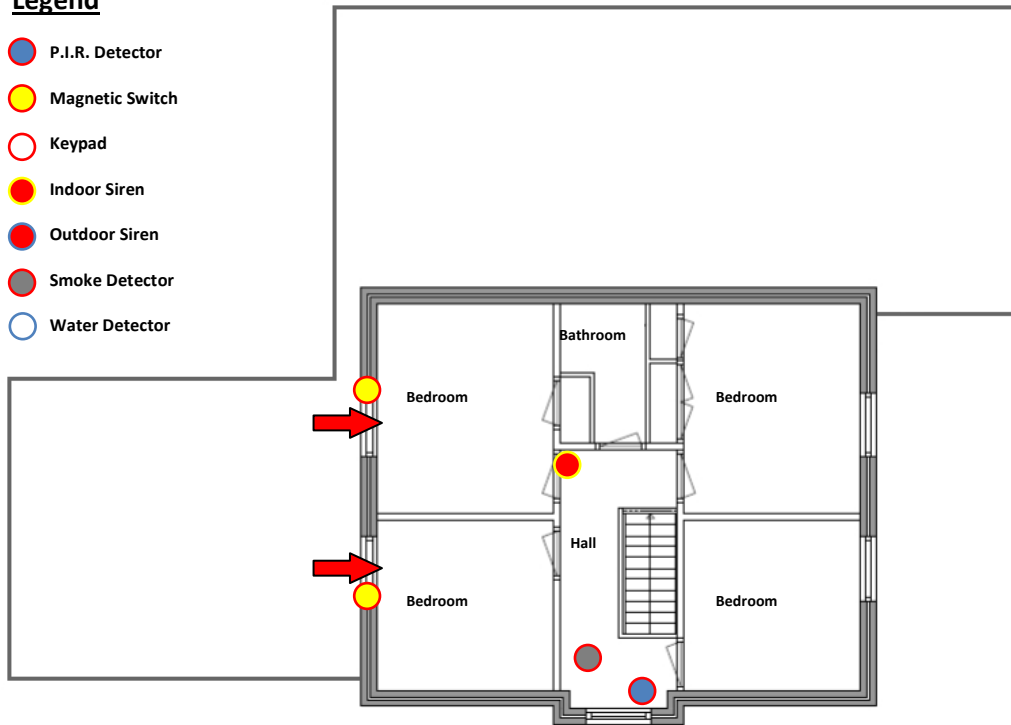 Legend
P.I.R. Detector
Magnetic Switch
Keypad
Indoor Siren
Outdoor Siren
Smoke Detector
Water Detector
Bathroom
Bedroom
Bedroom
Hall
Bedroom
Bedroom